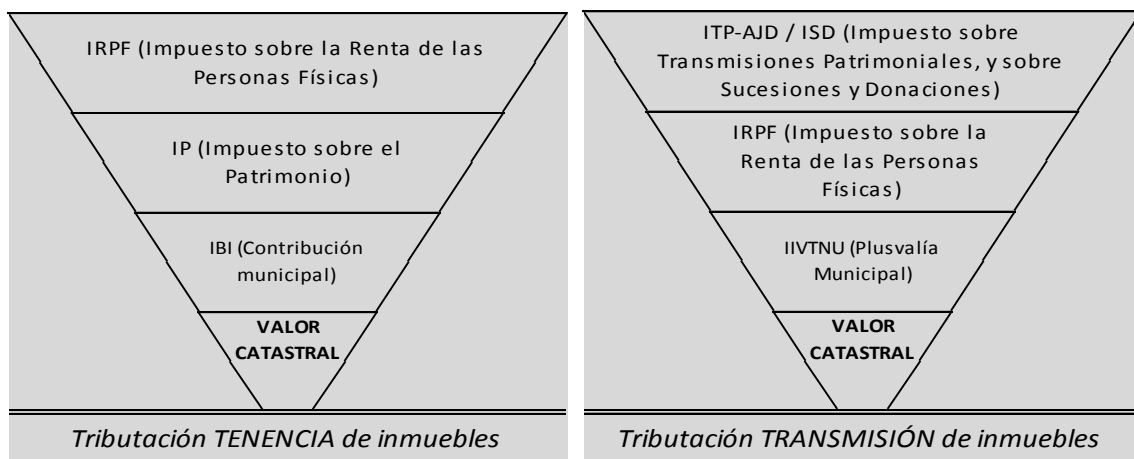 IRPF (Impuesto sobre la Renta de las
Personas Físicas)
IP (Impuesto sobre el
Patrimonio)
IBI (Contribución
municipal)
VALOR
CATASTRAL
Tributación TENENCIA de inmuebles
ITP-AJD / ISD (Impuesto sobre
Transmisiones Patrimoniales, y sobre
Sucesiones y Donaciones)
IRPF (Impuesto sobre la
Renta de las Personas
Físicas)
IIVTNU (Plusvalía
Municipal)
VALOR
CATASTRAL
Tributación TRANSMISIÓN de inmuebles